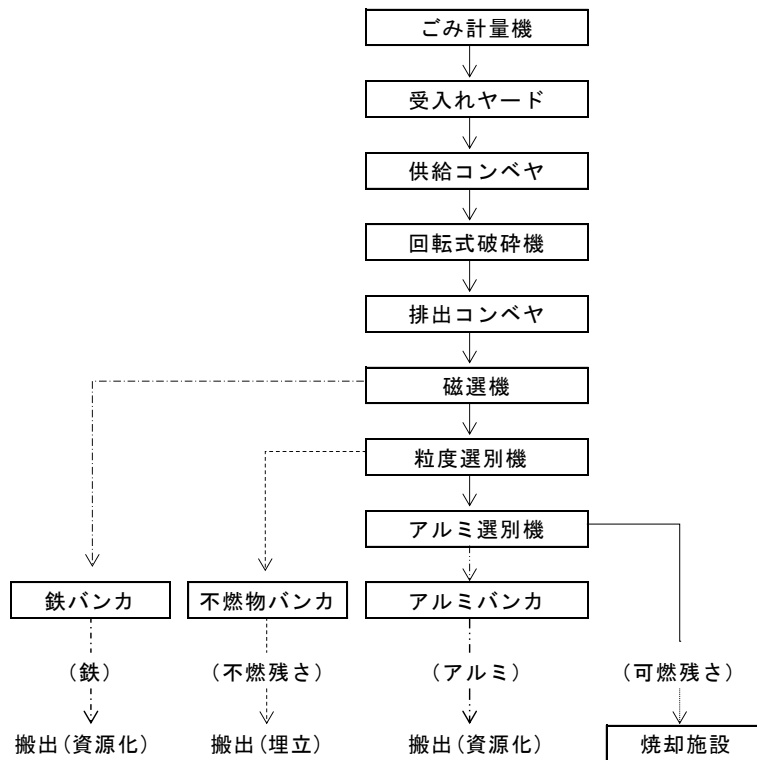 ごみ計量機
受入れヤード
供給コンベヤ
回転式破砕機
排出コンベヤ
磁選機
粒度選別機
アルミ選別機
鉄バンカ 不燃物バンカ アルミバンカ
（鉄） （不燃残さ） （アルミ） （可燃残さ）
搬出（資源化） 搬出（埋立） 搬出（資源化） 焼却施設